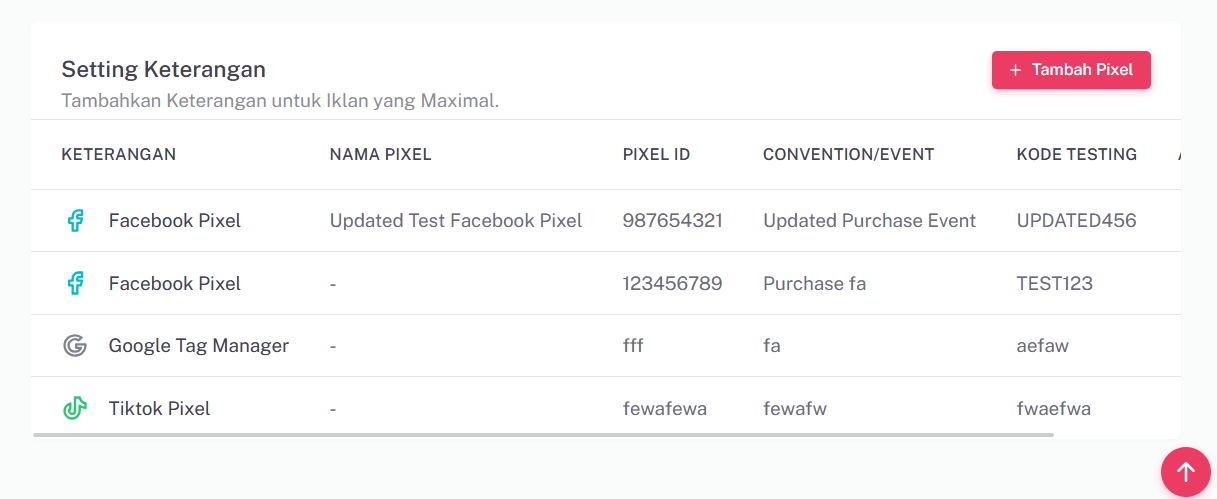 Setting Keterangan
Tambahkan Keterangan untuk Iklan yang Maximal.
+ Tambah Pixel
KETERANGAN NAMA PIXEL PIXEL ID CONVENTION/EVENT KODE TESTING
Facebook Pixel Updated Test Facebook Pixel 987654321 Updated Purchase Event UPDATED456
Facebook Pixel - 123456789 Purchase fa TEST123
Google Tag Manager - fff fa aefaw
Tiktok Pixel - fewafewa fewafw fwaefwa